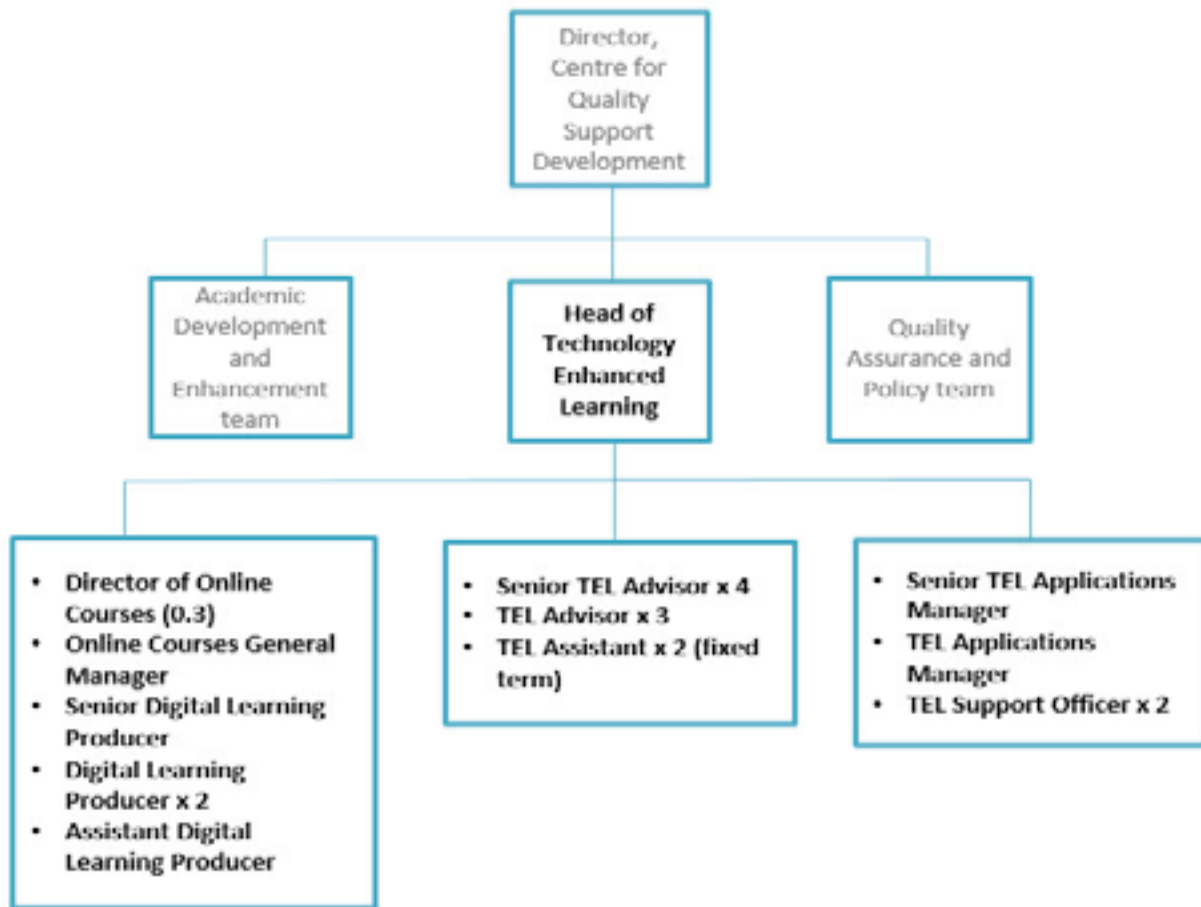 Director,
Centre for
Quality
Support
Development
Academic
Development
and
Enhancement
team
Head of
Technology
Enhanced
Learning
Quality
Assurance and
Policy team
• Director of Online
Courses (0.3)
• Online Courses General
Manager
• Senior Digital Learning
Producer
• Digital Learning
Producer x 2
• Assistant Digital
Learning Producer
• Senior TEL Advisor x 4
• TEL Advisor x 3
• TEL Assistant x 2 (fixed
term)
• Senior TEL Applications
Manager
• TEL Applications
Manager
• TEL Support Officer x 2